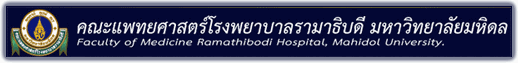 คณะแพทยศาสตร์โรงพยาบาลรามาธิบดี มหาวิทยาลัยมหิดล
Faculty of Medicine Ramathibodi Hospital, Mahidol University.